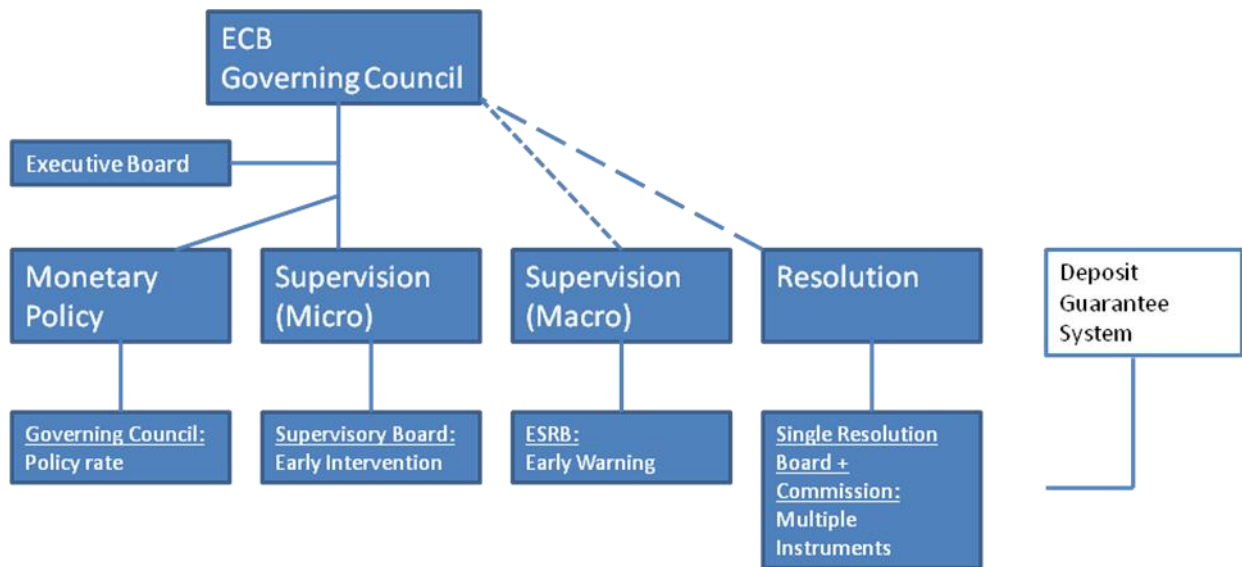 ECB
Governing Council
Executive Board
Monetary
Policy
Supervision
(Micro)
Supervision
(Macro)
Resolution
Deposit
Guarantee
System
Governing Council:
Policy rate
Supervisory Board:
Early Intervention
ESRB:
Early Warning
Single Resolution
Board +
Commission:
Multiple
Instruments